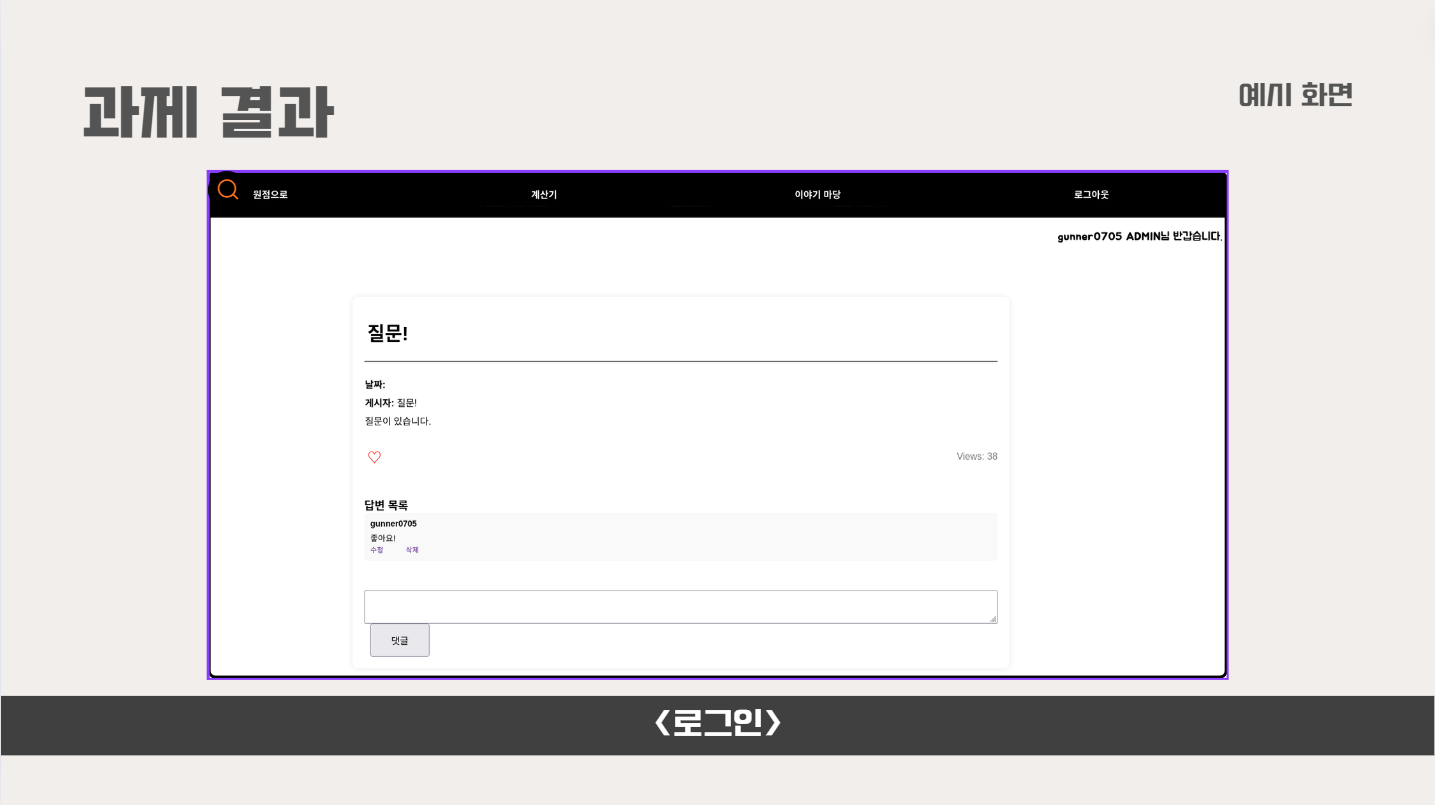 과제 결과
예시 화면
원점으로 계산기 이야기 마당 로그아웃
gunner0705 ADMIN님 반갑습니다.
질문!
날짜:
게시자: 질문!
질문이 있습니다.
Views: 38
답변 목록
gunner0705
좋아요!
수정 삭제
댓글
<로그인>